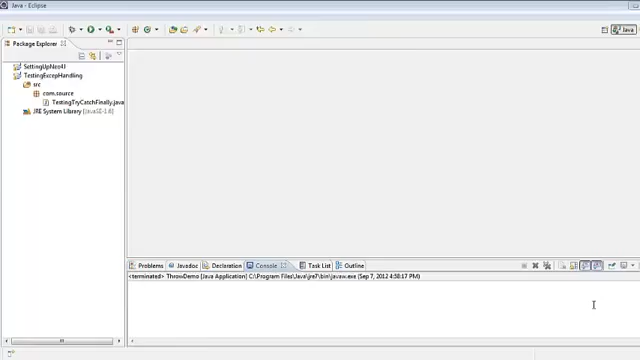 Java - Eclipse
Java
Package Explorer
SettingUpNeo4J
TestingExcepHandling
src
com.source
TestingTryCatchFinally.java
JRE System Library [JavaSE-1.6]
Problems Javadoc Declaration Console Task List Outline
<terminated> ThrowDemo [Java Application] C:\Program Files\Java\jre7\bin\javaw.exe (Sep 7, 2012 4:58:17 PM)